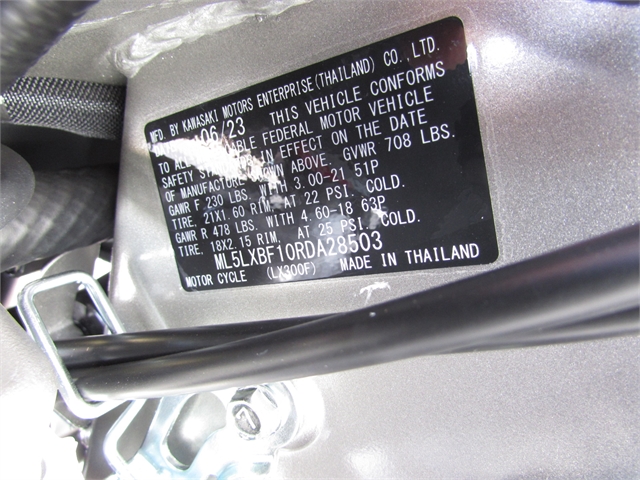 MFD. BY KAWASAKI MOTORS ENTERPRISE(THAILAND) CO., LTD.
06/23 THIS VEHICLE CONFORMS
TO ALL FEDERAL MOTOR VEHICLE
SAFETY IN EFFECT ON THE DATE
OF MANUFACTURE SHOWN ABOVE. GVWR 708 LBS.
GAWR F 230 LBS. WITH 3.00-21 51P
TIRE, 21X1.60 RIM, AT 22 PSI. COLD.
GAWR R 478 LBS. WITH 4.60-18 63P
TIRE, 18X2.15 RIM, AT 25 PSI. COLD.
ML5LXBF10RDA28503
MOTOR CYCLE (LX300F) MADE IN THAILAND